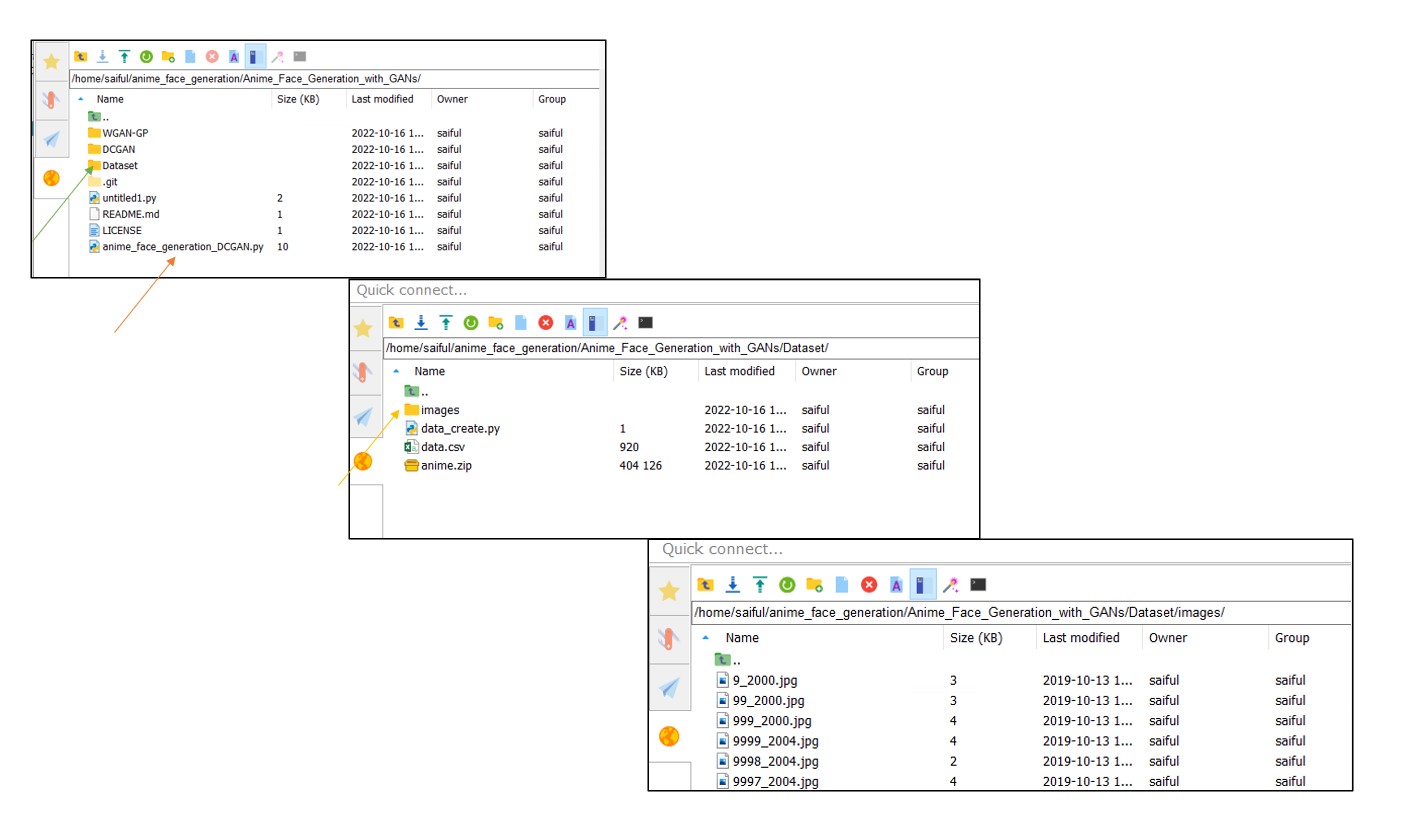 /home/saiful/anime_face_generation/Anime_Face_Generation_with_GANs/
Name Size (KB) Last modified Owner Group
..
WGAN-GP 2022-10-16 1... saiful saiful
DCGAN 2022-10-16 1... saiful saiful
Dataset 2022-10-16 1... saiful saiful
.git 2022-10-16 1... saiful saiful
untitled1.py 2 2022-10-16 1... saiful saiful
README.md 1 2022-10-16 1... saiful saiful
LICENSE 1 2022-10-16 1... saiful saiful
anime_face_generation_DCGAN.py 10 2022-10-16 1... saiful saiful
Quick connect...
/home/saiful/anime_face_generation/Anime_Face_Generation_with_GANs/Dataset/
Name Size (KB) Last modified Owner Group
..
images 2022-10-16 1... saiful saiful
data_create.py 1 2022-10-16 1... saiful saiful
data.csv 920 2022-10-16 1... saiful saiful
anime.zip 404 126 2022-10-16 1... saiful saiful
Quick connect...
/home/saiful/anime_face_generation/Anime_Face_Generation_with_GANs/Dataset/images/
Name Size (KB) Last modified Owner Group
..
9_2000.jpg 3 2019-10-13 1... saiful saiful
99_2000.jpg 3 2019-10-13 1... saiful saiful
999_2000.jpg 4 2019-10-13 1... saiful saiful
9999_2004.jpg 4 2019-10-13 1... saiful saiful
9998_2004.jpg 2 2019-10-13 1... saiful saiful
9997_2004.jpg 4 2019-10-13 1... saiful saiful